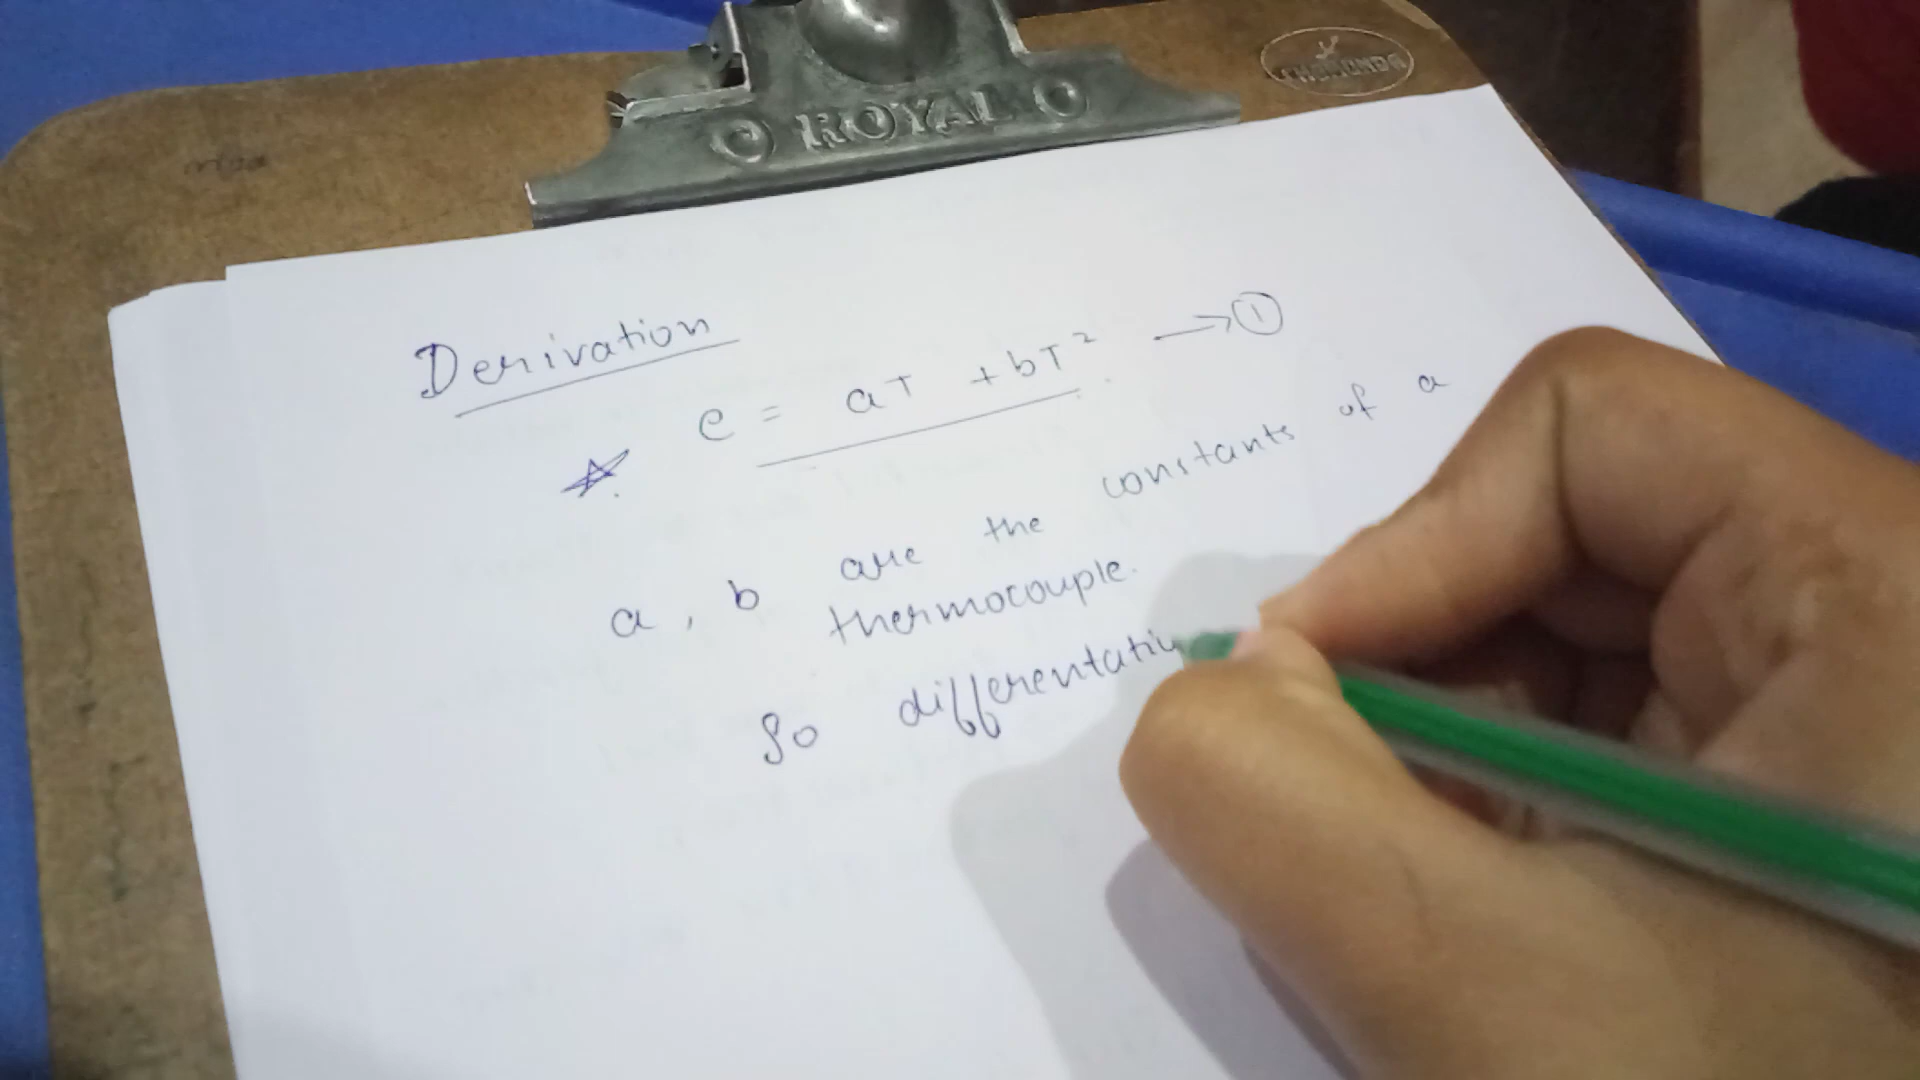 ROYAL
Derivation
e = aT + bT² → ①
a, b are the constants of a
thermocouple.
So differentati